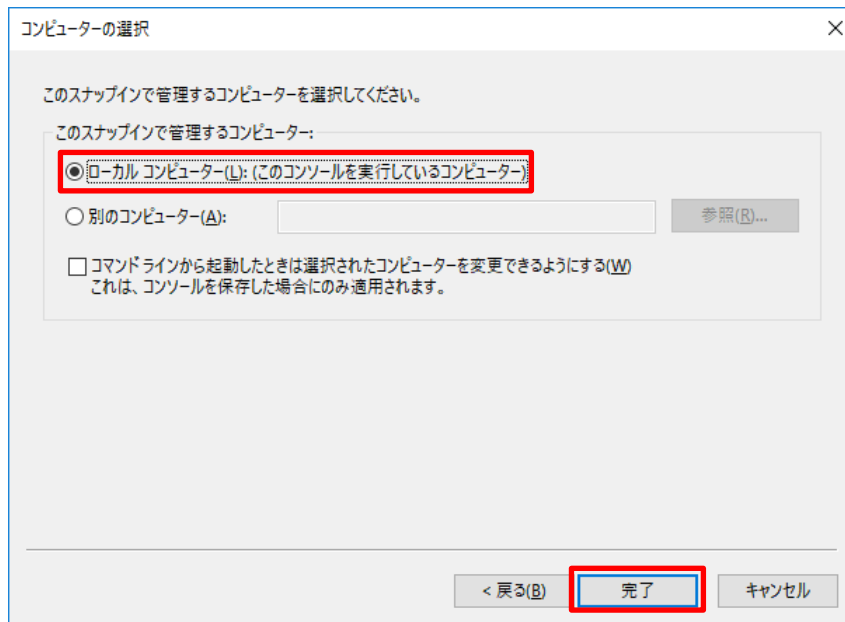 コンピューターの選択
このスナップインで管理するコンピューターを選択してください。
このスナップインで管理するコンピューター:
ローカル コンピューター(L): (このコンソールを実行しているコンピューター)
別のコンピューター(A):
参照(R)...
コマンド ラインから起動したときは選択されたコンピューターを変更できるようにする(W)
これは、コンソールを保存した場合にのみ適用されます。
< 戻る(B)
完了
キャンセル